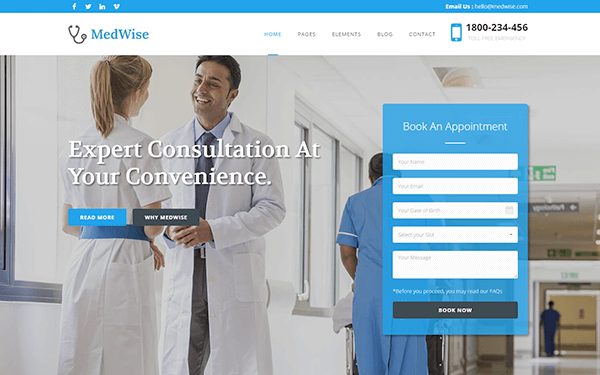 Email Us : hello@medwise.com
MedWise
HOME
PAGES
ELEMENTS
BLOG
CONTACT
1800-234-456
TOLL FREE EMERGENCY
Expert Consultation At
Your Convenience.
READ MORE
WHY MEDWISE
Book An Appointment
Your Name
Your Email
Your Date of Birth
Select your Slot
Your Message
*Before you proceed, you may read our FAQs
BOOK NOW
Pathology